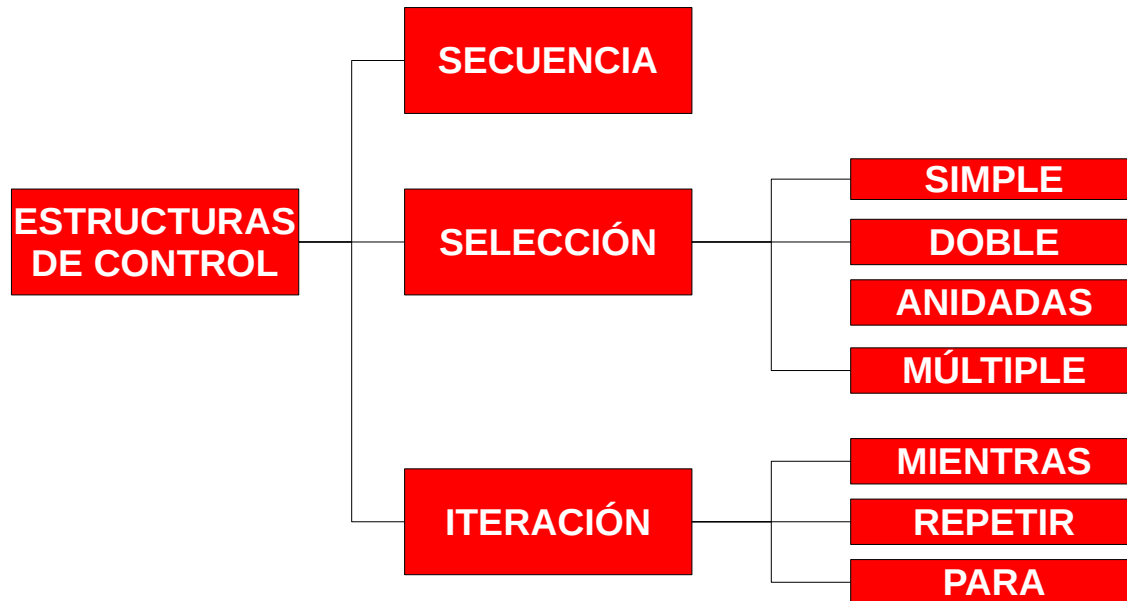 SECUENCIA
ESTRUCTURAS
DE CONTROL
SELECCIÓN
SIMPLE
DOBLE
ANIDADAS
MÚLTIPLE
ITERACIÓN
MIENTRAS
REPETIR
PARA